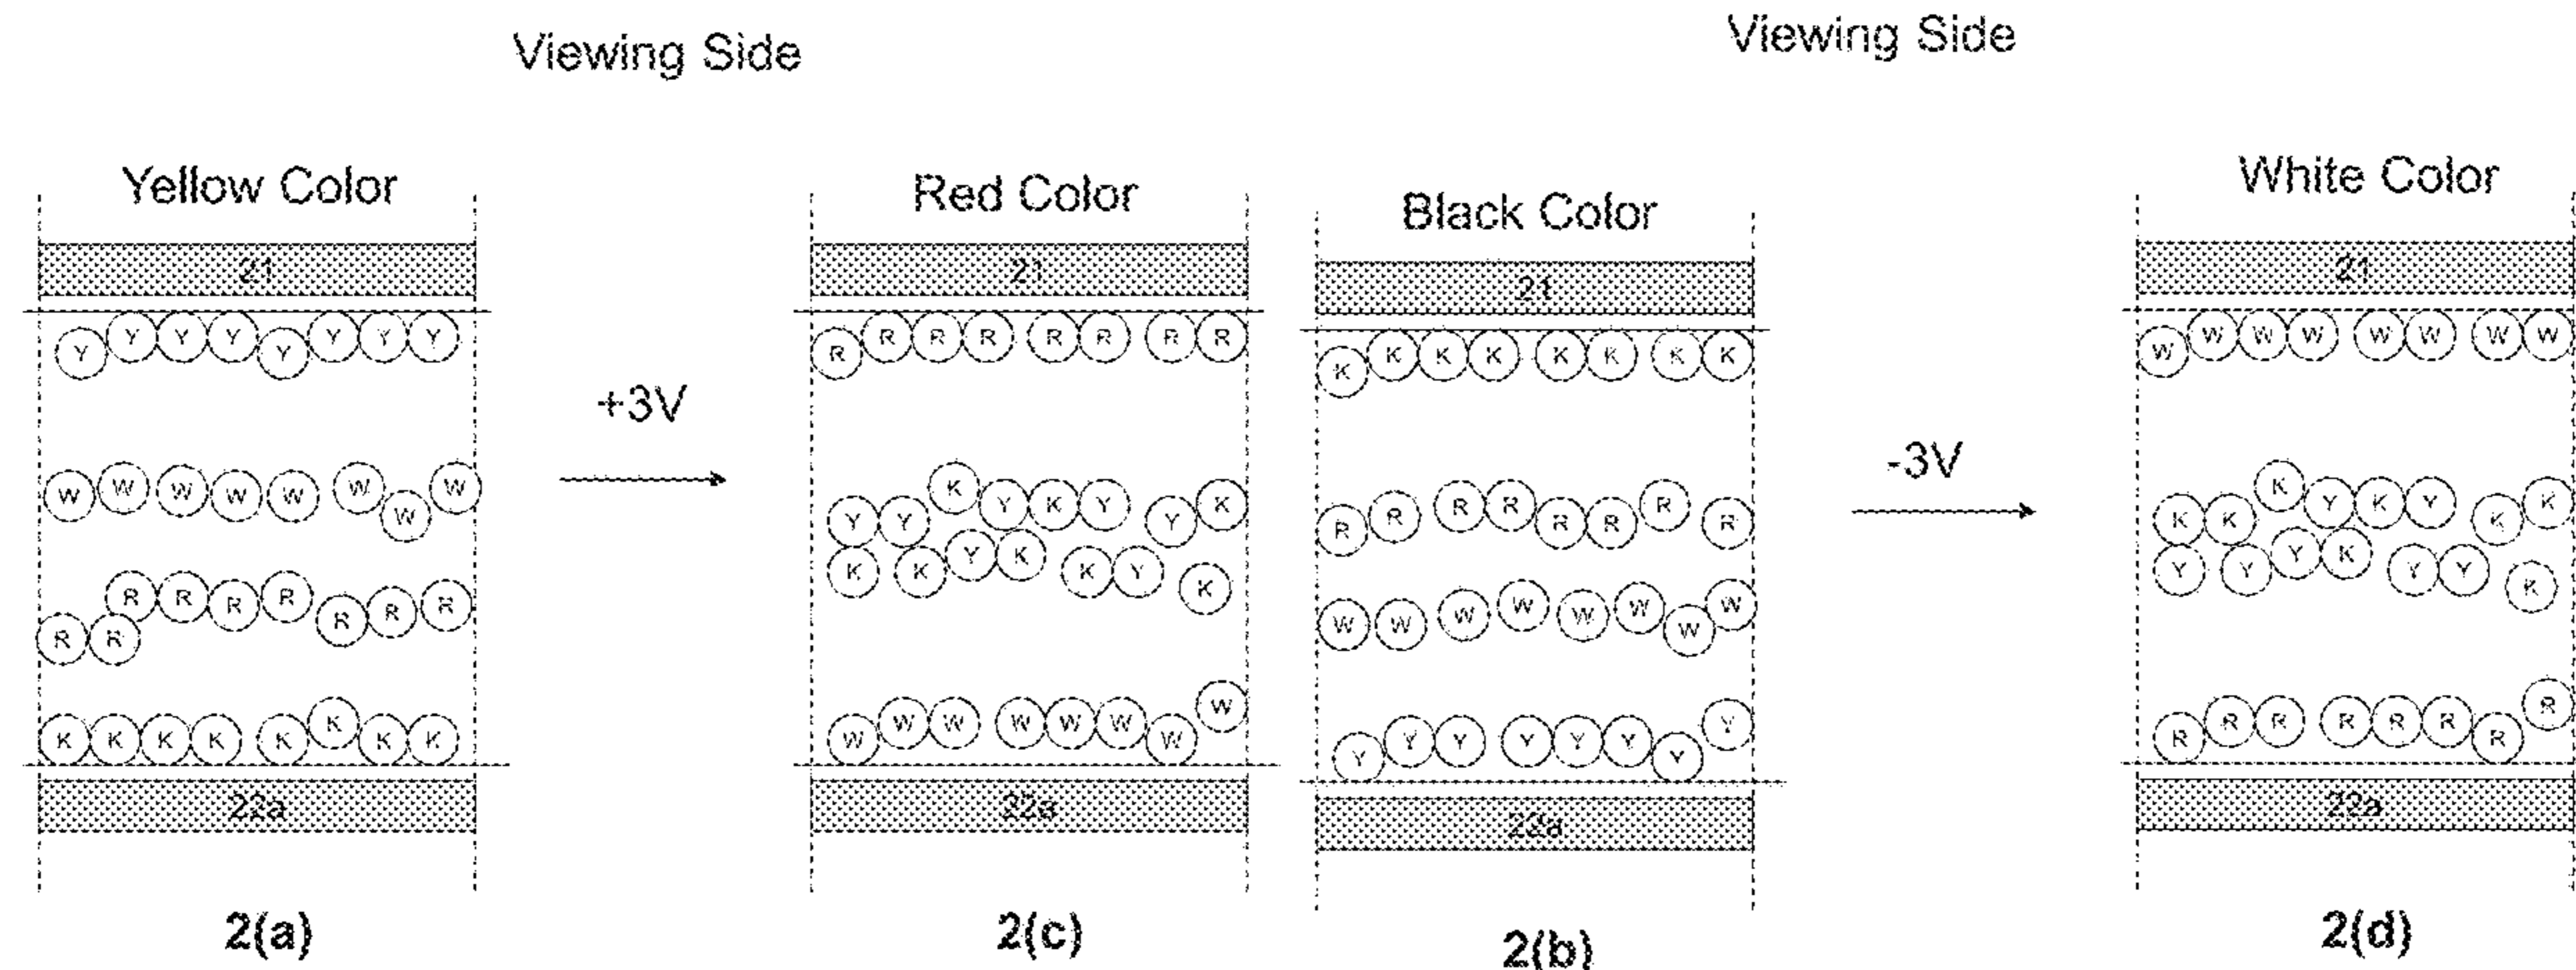 Viewing Side
Yellow Color
21
Y Y Y Y Y Y Y Y
W W W W W W W W
R R R R R R R R R
K K K K K K K K
22a
2(a)
+3V
Red Color
21
R R R R R R R R
Y Y K Y K Y Y K
K K Y K K Y K
W W W W W W W W
22a
2(c)
Viewing Side
Black Color
21
K K K K K K K K
R R R R R R R R
W W W W W W W W
Y Y Y Y Y Y Y Y
22a
2(b)
-3V
White Color
21
W W W W W W W W
K K K Y K Y K K
Y Y Y K Y Y K
R R R R R R R R
22a
2(d)